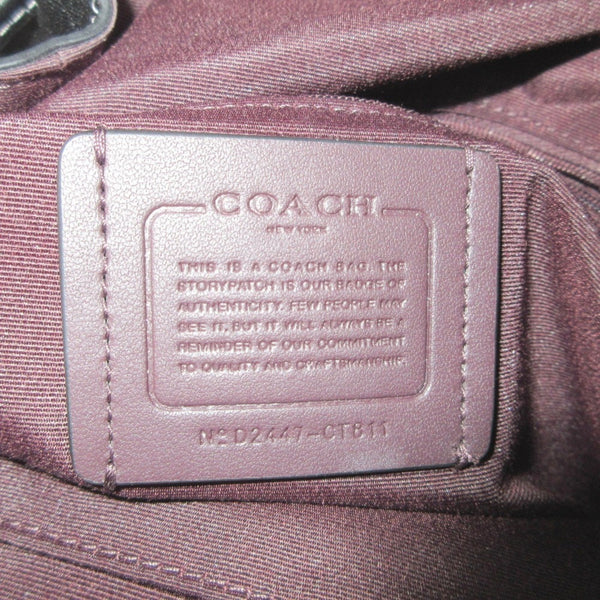 COACH
NEW YORK
THIS IS A COACH BAG. THE
STORYPATCH IS OUR BADGE OF
AUTHENTICITY. FEW PEOPLE MAY
SEE IT, BUT IT WILL ALWAYS BE A
REMINDER OF OUR COMMITMENT
TO QUALITY AND CRAFTSMANSHIP.
No D2447-CT811